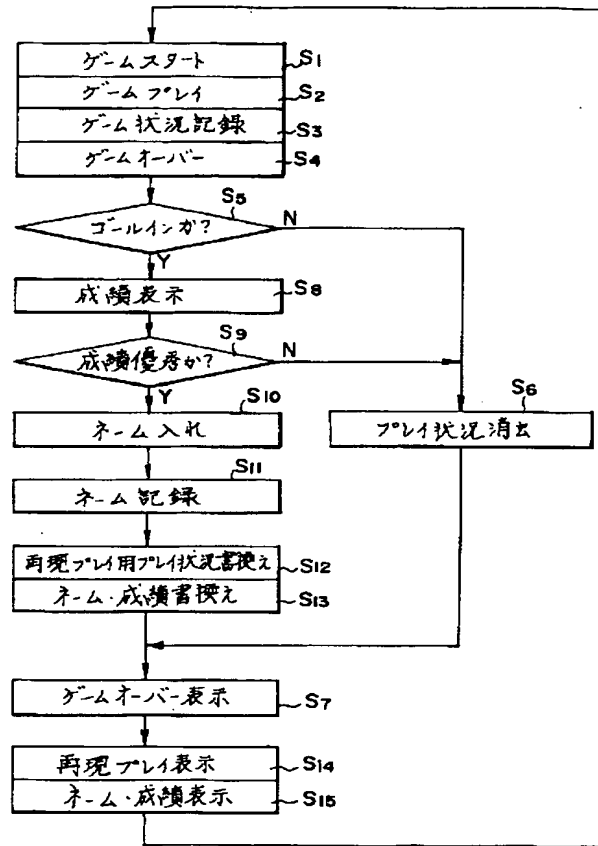 ゲームスタート S1
ゲームプレイ S2
ゲーム状況記録 S3
ゲームオーバー S4
S5
ゴールインか? N
Y
成績表示 S8
S9
成績優秀か? N
Y
S10
ネーム入れ
S6
プレイ状況消去
S11
ネーム記録
再現プレイ用プレイ状況書換え S12
ネーム・成績書換え S13
ゲームオーバー表示 S7
再現プレイ表示 S14
ネーム・成績表示 S15